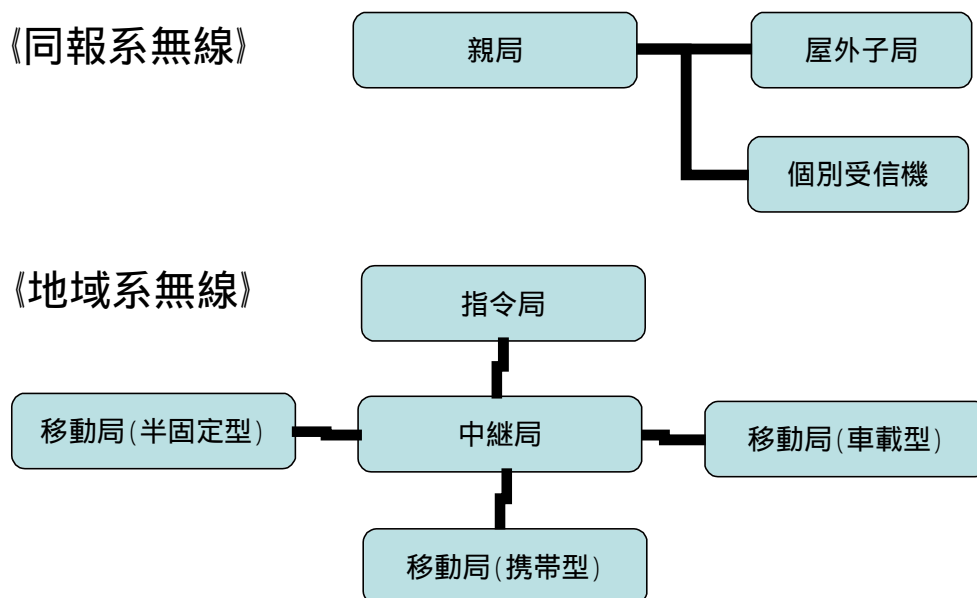 《同報系無線》
親局
屋外子局
個別受信機
《地域系無線》
指令局
移動局(半固定型)
中継局
移動局(車載型)
移動局(携帯型)